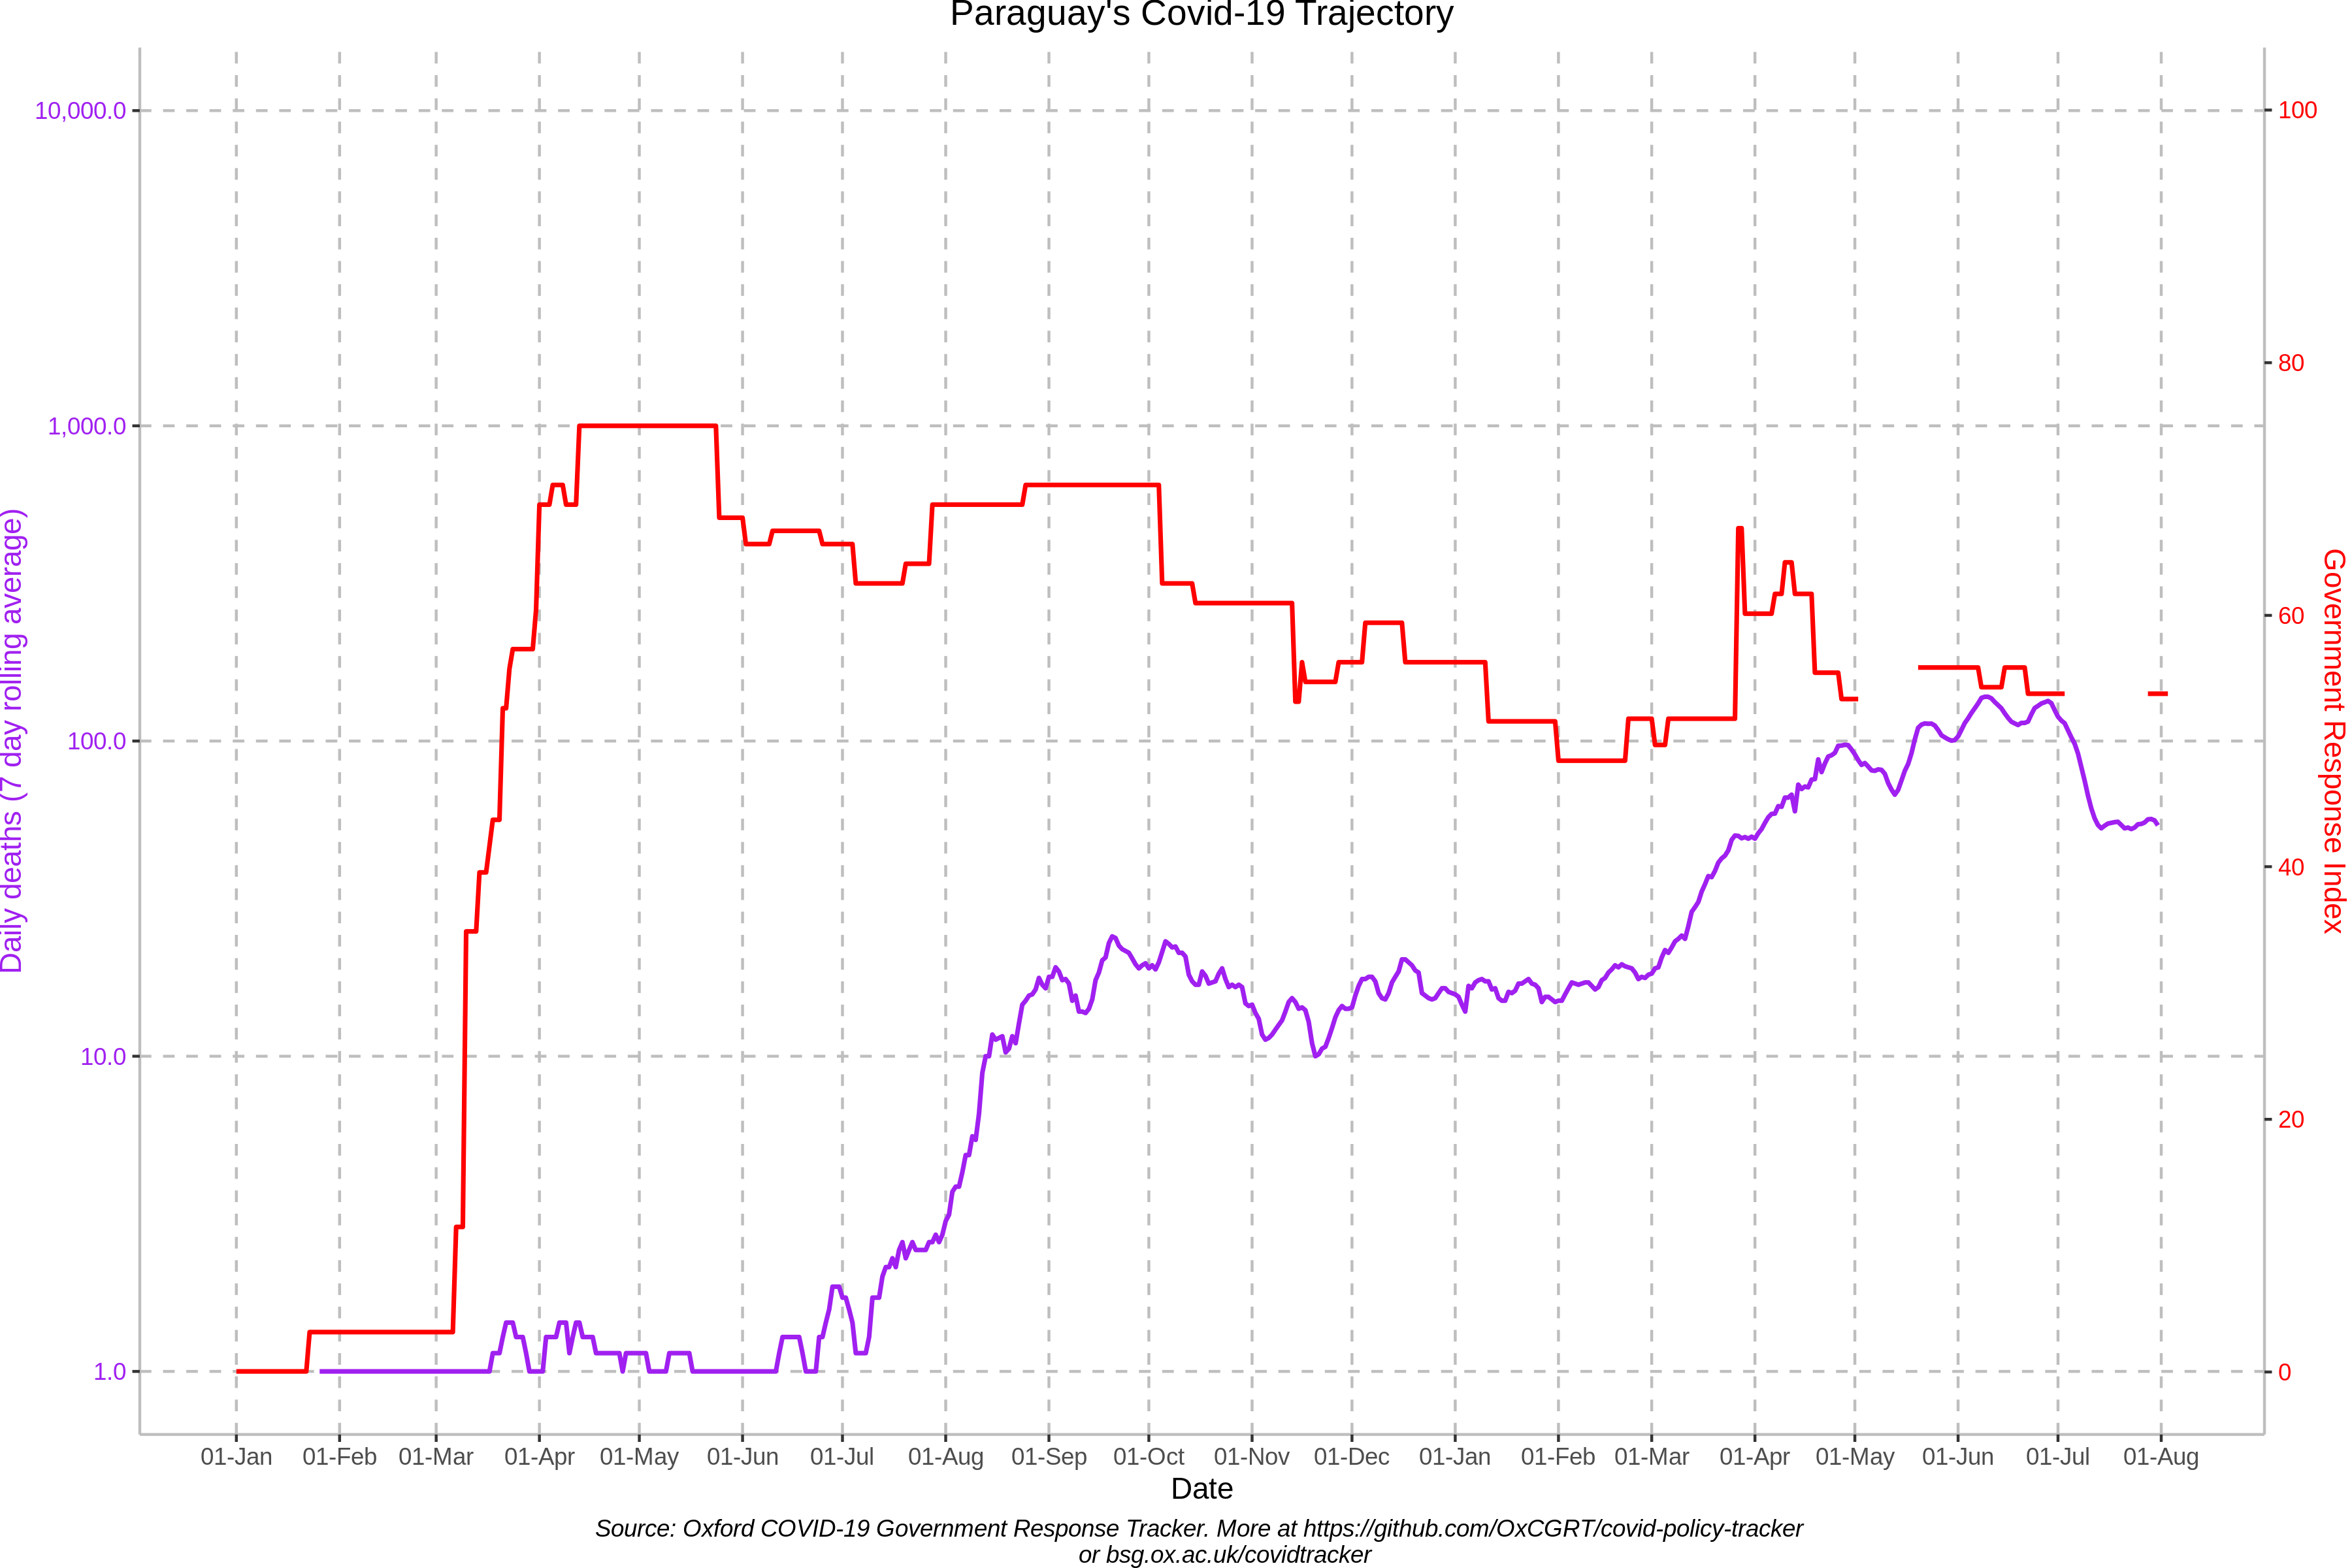 Paraguay's Covid-19 Trajectory
10,000.0
1,000.0
100.0
10.0
1.0
Daily deaths (7 day rolling average)
100
80
60
40
20
0
Government Response Index
01-Jan 01-Feb 01-Mar 01-Apr 01-May 01-Jun 01-Jul 01-Aug 01-Sep 01-Oct 01-Nov 01-Dec 01-Jan 01-Feb 01-Mar 01-Apr 01-May 01-Jun 01-Jul 01-Aug
Date
Source: Oxford COVID-19 Government Response Tracker. More at https://github.com/OxCGRT/covid-policy-tracker
or bsg.ox.ac.uk/covidtracker